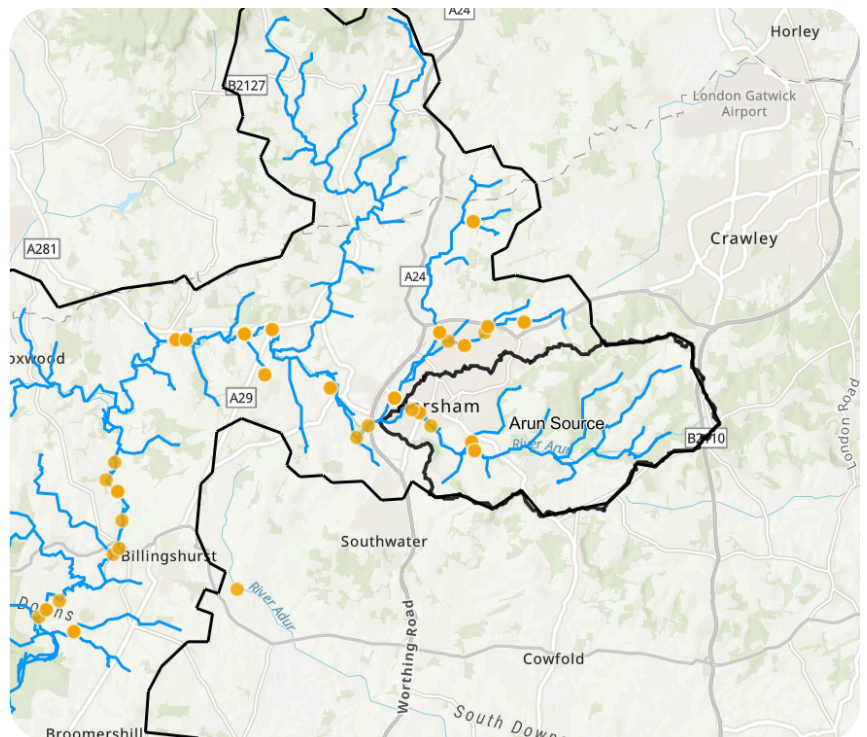 A24
Horley
B2127
London Gatwick
Airport
A281
Crawley
A24
oxwood
A29
rsham
Arun Source
River Arun
London Road
Southwater
Billingshurst
River Adur
Downs
Worthing Road
Cowfold
South Down
Broomershill